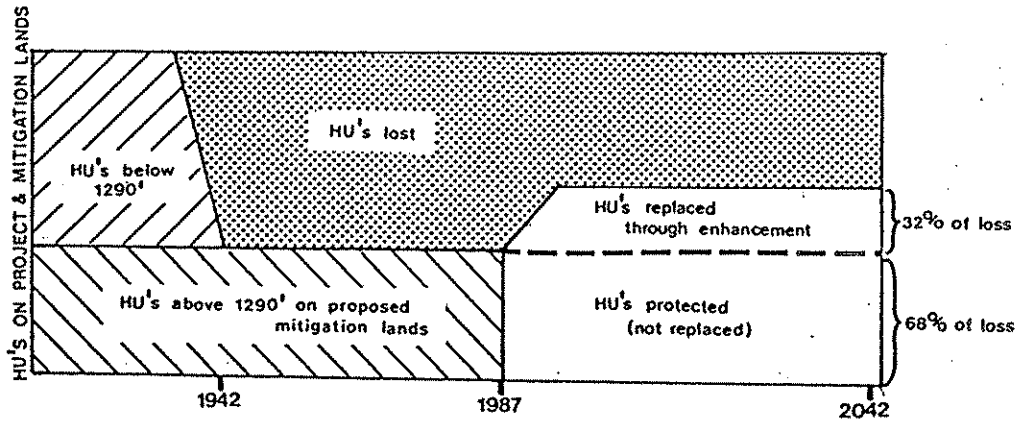 HU's ON PROJECT & MITIGATION LANDS
HU's lost
HU's below
1290'
HU's replaced
through enhancement
32% of loss
HU's above 1290' on proposed
mitigation lands
HU's protected
(not replaced)
68% of loss
1942
1987
2042